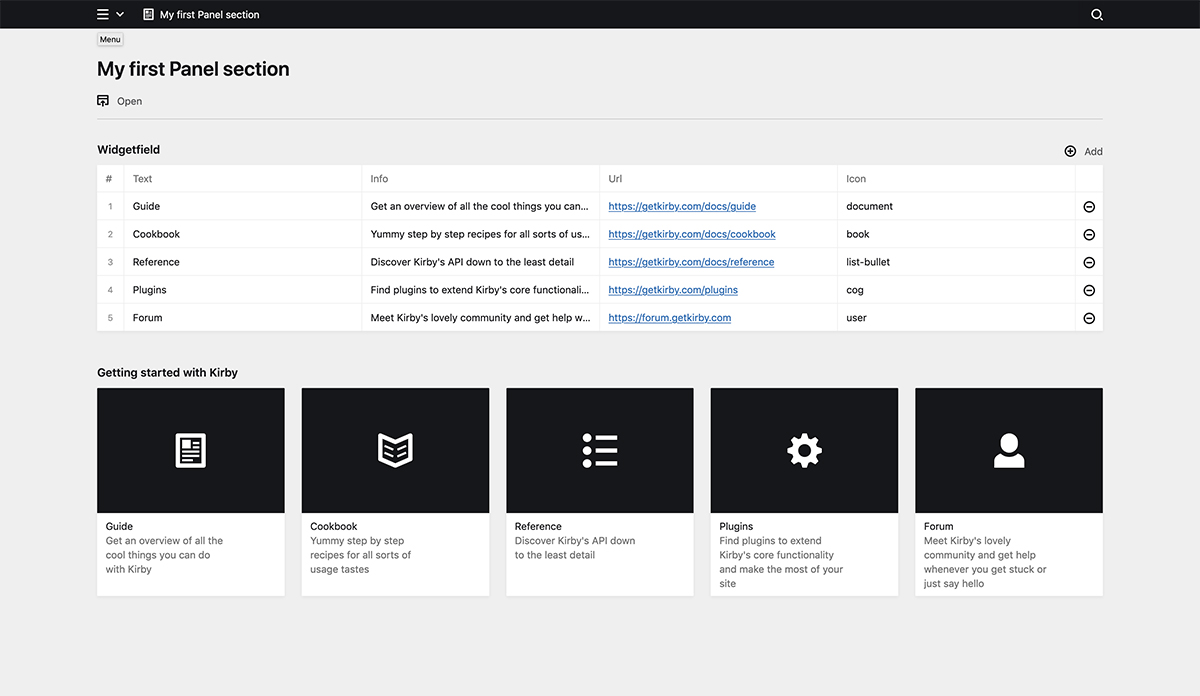 My first Panel section
Menu
My first Panel section
Open
Widgetfield
Add
# Text Info Url Icon
1 Guide Get an overview of all the cool things you can... https://getkirby.com/docs/guide document
2 Cookbook Yummy step by step recipes for all sorts of us... https://getkirby.com/docs/cookbook book
3 Reference Discover Kirby's API down to the least detail https://getkirby.com/docs/reference list-bullet
4 Plugins Find plugins to extend Kirby's core functionali... https://getkirby.com/plugins cog
5 Forum Meet Kirby's lovely community and get help w... https://forum.getkirby.com user
Getting started with Kirby
Guide
Get an overview of all the
cool things you can do
with Kirby
Cookbook
Yummy step by step
recipes for all sorts of
usage tastes
Reference
Discover Kirby's API down
to the least detail
Plugins
Find plugins to extend
Kirby's core functionality
and make the most of your
site
Forum
Meet Kirby's lovely
community and get help
whenever you get stuck or
just say hello